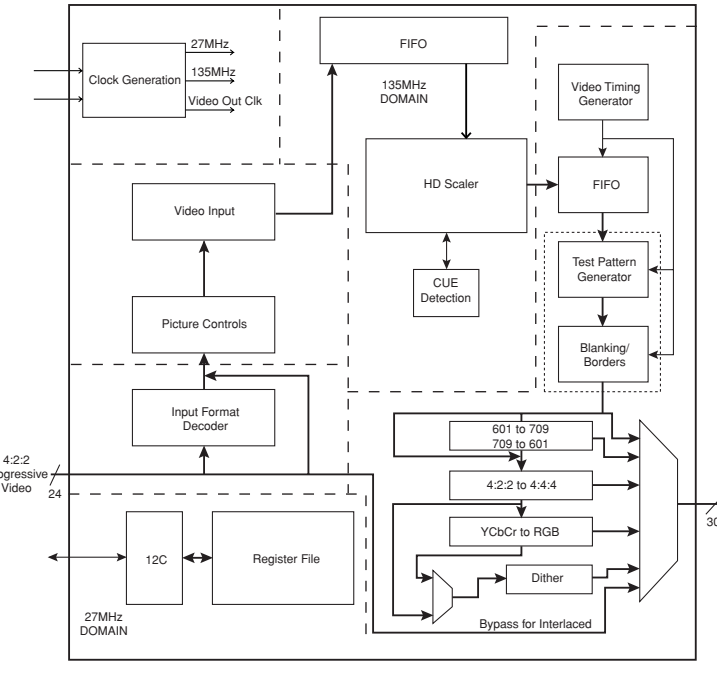 27MHz
FIFO
Clock Generation
135MHz
Video Out Clk
135MHz
DOMAIN
Video Timing
Generator
HD Scaler
FIFO
Video Input
CUE
Detection
Test Pattern
Generator
Picture Controls
Blanking/
Borders
Input Format
Decoder
601 to 709
709 to 601
4:2:2
ogressive
Video
24
4:2:2 to 4:4:4
YCbCr to RGB
12C
Register File
Dither
27MHz
DOMAIN
Bypass for Interlaced
30